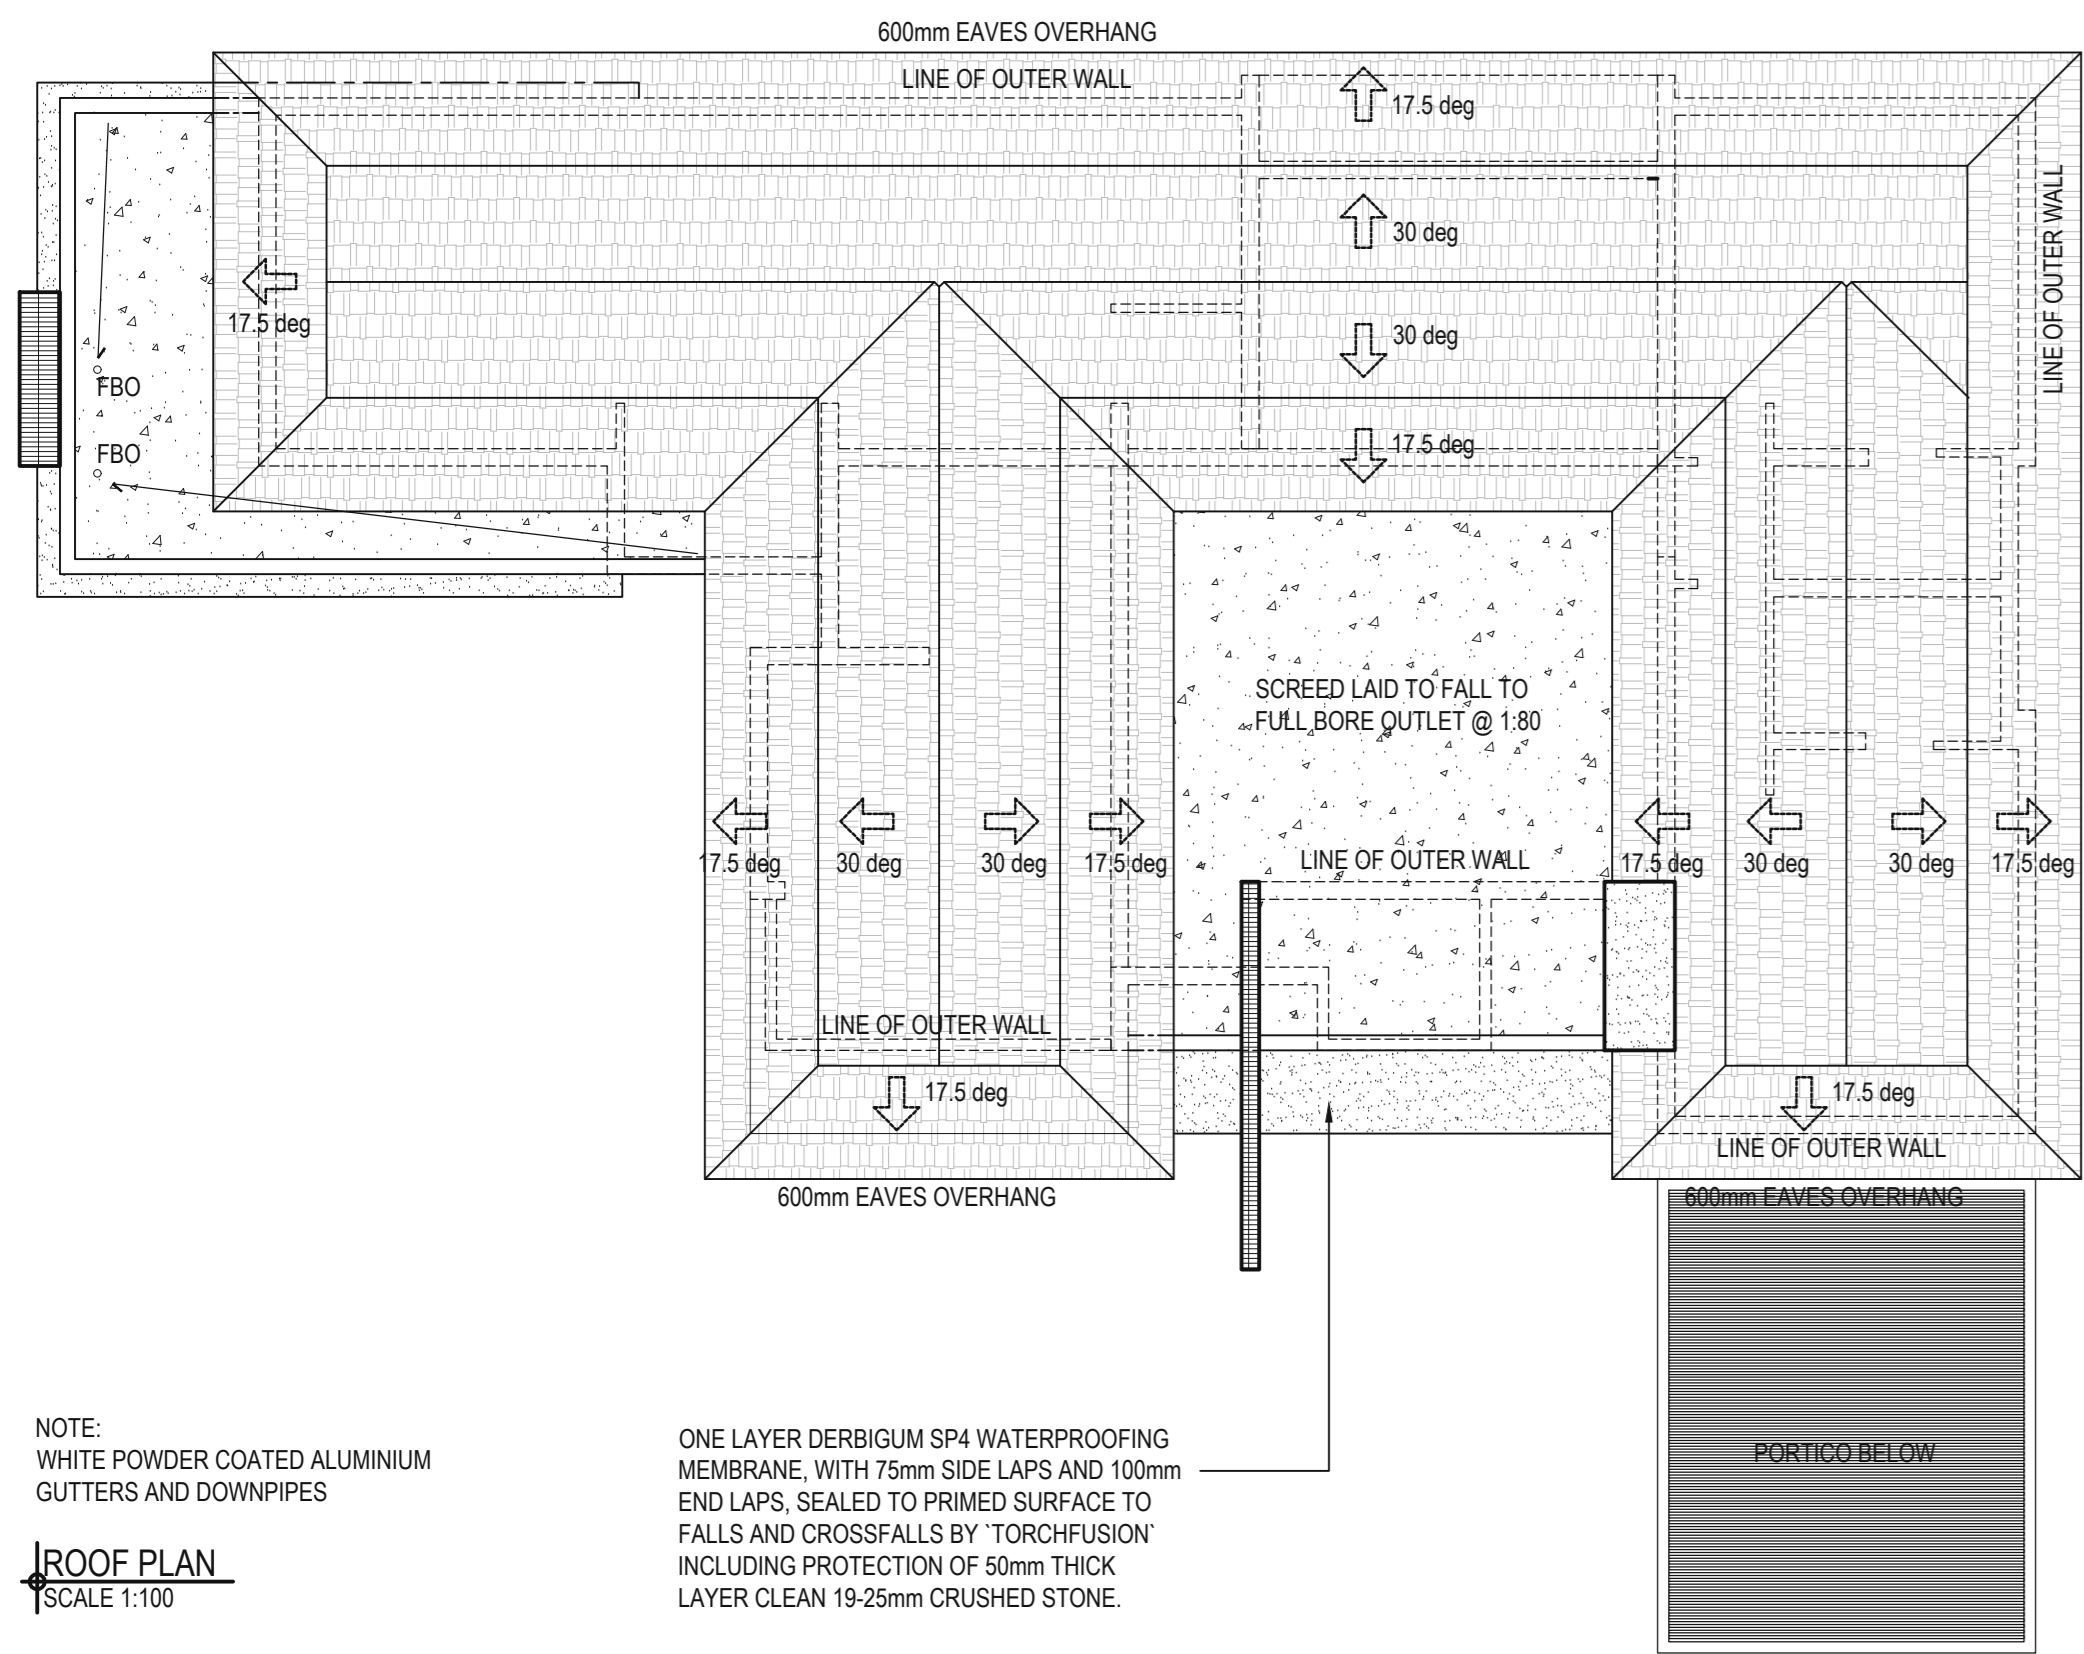 600mm EAVES OVERHANG
LINE OF OUTER WALL
17.5 deg
LINE OF OUTER WALL
30 deg
17.5 deg
30 deg
FBO
17.5 deg
FBO
SCREED LAID TO FALL TO
FULL BORE OUTLET @ 1:80
17.5 deg
30 deg
30 deg
17.5 deg
LINE OF OUTER WALL
17.5 deg
30 deg
30 deg
17.5 deg
LINE OF OUTER WALL
17.5 deg
17.5 deg
LINE OF OUTER WALL
600mm EAVES OVERHANG
600mm EAVES OVERHANG
NOTE:
WHITE POWDER COATED ALUMINIUM
GUTTERS AND DOWNPIPES
ONE LAYER DERBIGUM SP4 WATERPROOFING
MEMBRANE, WITH 75mm SIDE LAPS AND 100mm
END LAPS, SEALED TO PRIMED SURFACE TO
FALLS AND CROSSFALLS BY `TORCHFUSION`
INCLUDING PROTECTION OF 50mm THICK
LAYER CLEAN 19-25mm CRUSHED STONE.
PORTICO BELOW
ROOF PLAN
SCALE 1:100